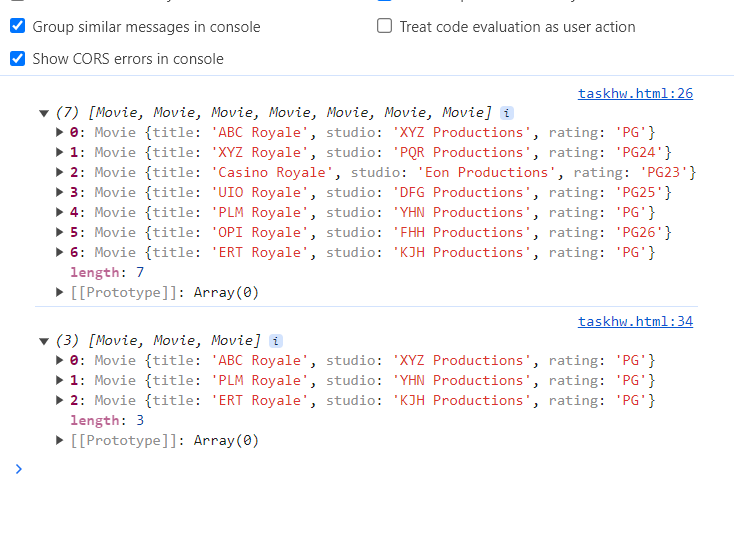 Group similar messages in console
Treat code evaluation as user action
Show CORS errors in console
taskhw.html:26
(7) [Movie, Movie, Movie, Movie, Movie, Movie, Movie] i
0: Movie {title: 'ABC Royale', studio: 'XYZ Productions', rating: 'PG'}
1: Movie {title: 'XYZ Royale', studio: 'PQR Productions', rating: 'PG24'}
2: Movie {title: 'Casino Royale', studio: 'Eon Productions', rating: 'PG23'}
3: Movie {title: 'UIO Royale', studio: 'DFG Productions', rating: 'PG25'}
4: Movie {title: 'PLM Royale', studio: 'YHN Productions', rating: 'PG'}
5: Movie {title: 'OPI Royale', studio: 'FHH Productions', rating: 'PG26'}
6: Movie {title: 'ERT Royale', studio: 'KJH Productions', rating: 'PG'}
length: 7
[[Prototype]]: Array(0)
taskhw.html:34
(3) [Movie, Movie, Movie] i
0: Movie {title: 'ABC Royale', studio: 'XYZ Productions', rating: 'PG'}
1: Movie {title: 'PLM Royale', studio: 'YHN Productions', rating: 'PG'}
2: Movie {title: 'ERT Royale', studio: 'KJH Productions', rating: 'PG'}
length: 3
[[Prototype]]: Array(0)